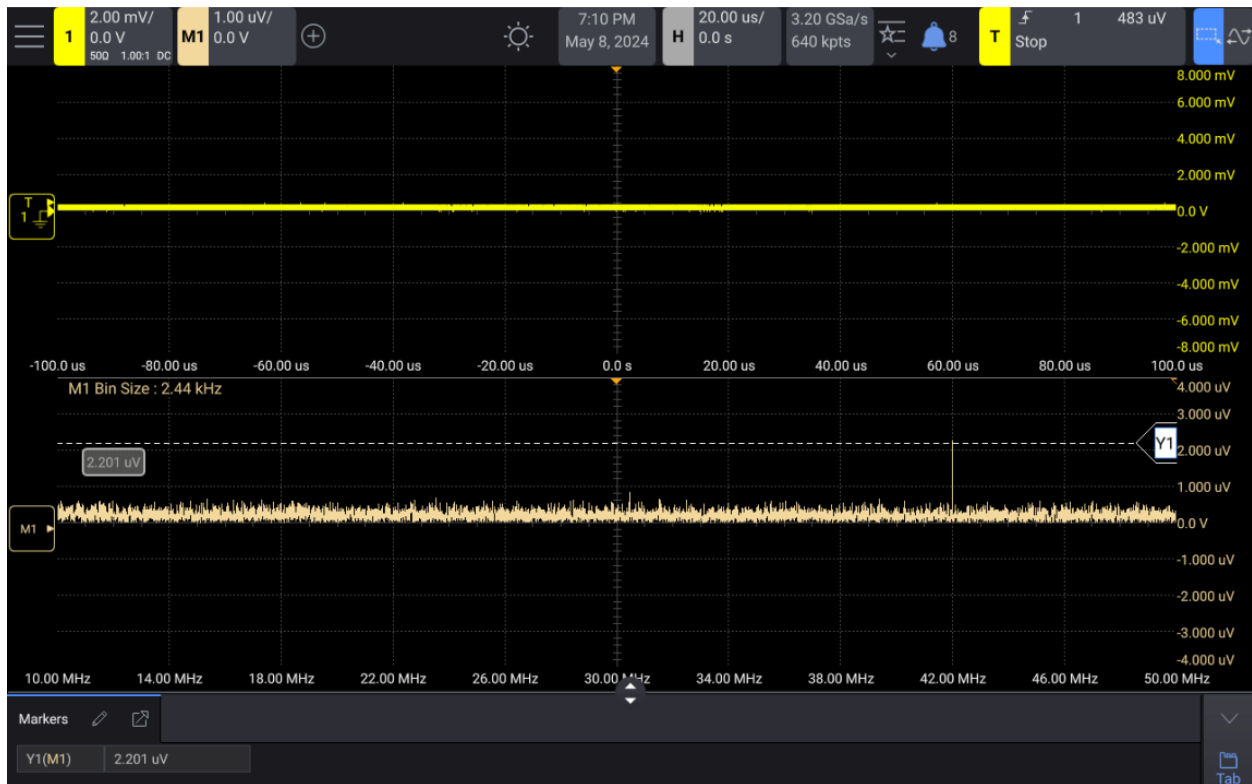 1 2.00 mV/ 0.0 V 50Ω 1.00:1 DC
M1 1.00 uV/ 0.0 V
7:10 PM
May 8, 2024
H 20.00 us/ 0.0 s
3.20 GSa/s
640 kpts
8
T 1 483 uV
Stop
8.000 mV
6.000 mV
4.000 mV
2.000 mV
T
1
0.0 V
-2.000 mV
-4.000 mV
-6.000 mV
-8.000 mV
-100.0 us -80.00 us -60.00 us -40.00 us -20.00 us 0.0 s 20.00 us 40.00 us 60.00 us 80.00 us 100.0 us
M1 Bin Size : 2.44 kHz
4.000 uV
3.000 uV
Y1
2.201 uV
2.000 uV
1.000 uV
M1
0.0 V
-1.000 uV
-2.000 uV
-3.000 uV
-4.000 uV
10.00 MHz 14.00 MHz 18.00 MHz 22.00 MHz 26.00 MHz 30.00 MHz 34.00 MHz 38.00 MHz 42.00 MHz 46.00 MHz 50.00 MHz
Markers
Y1(M1) 2.201 uV
Tab